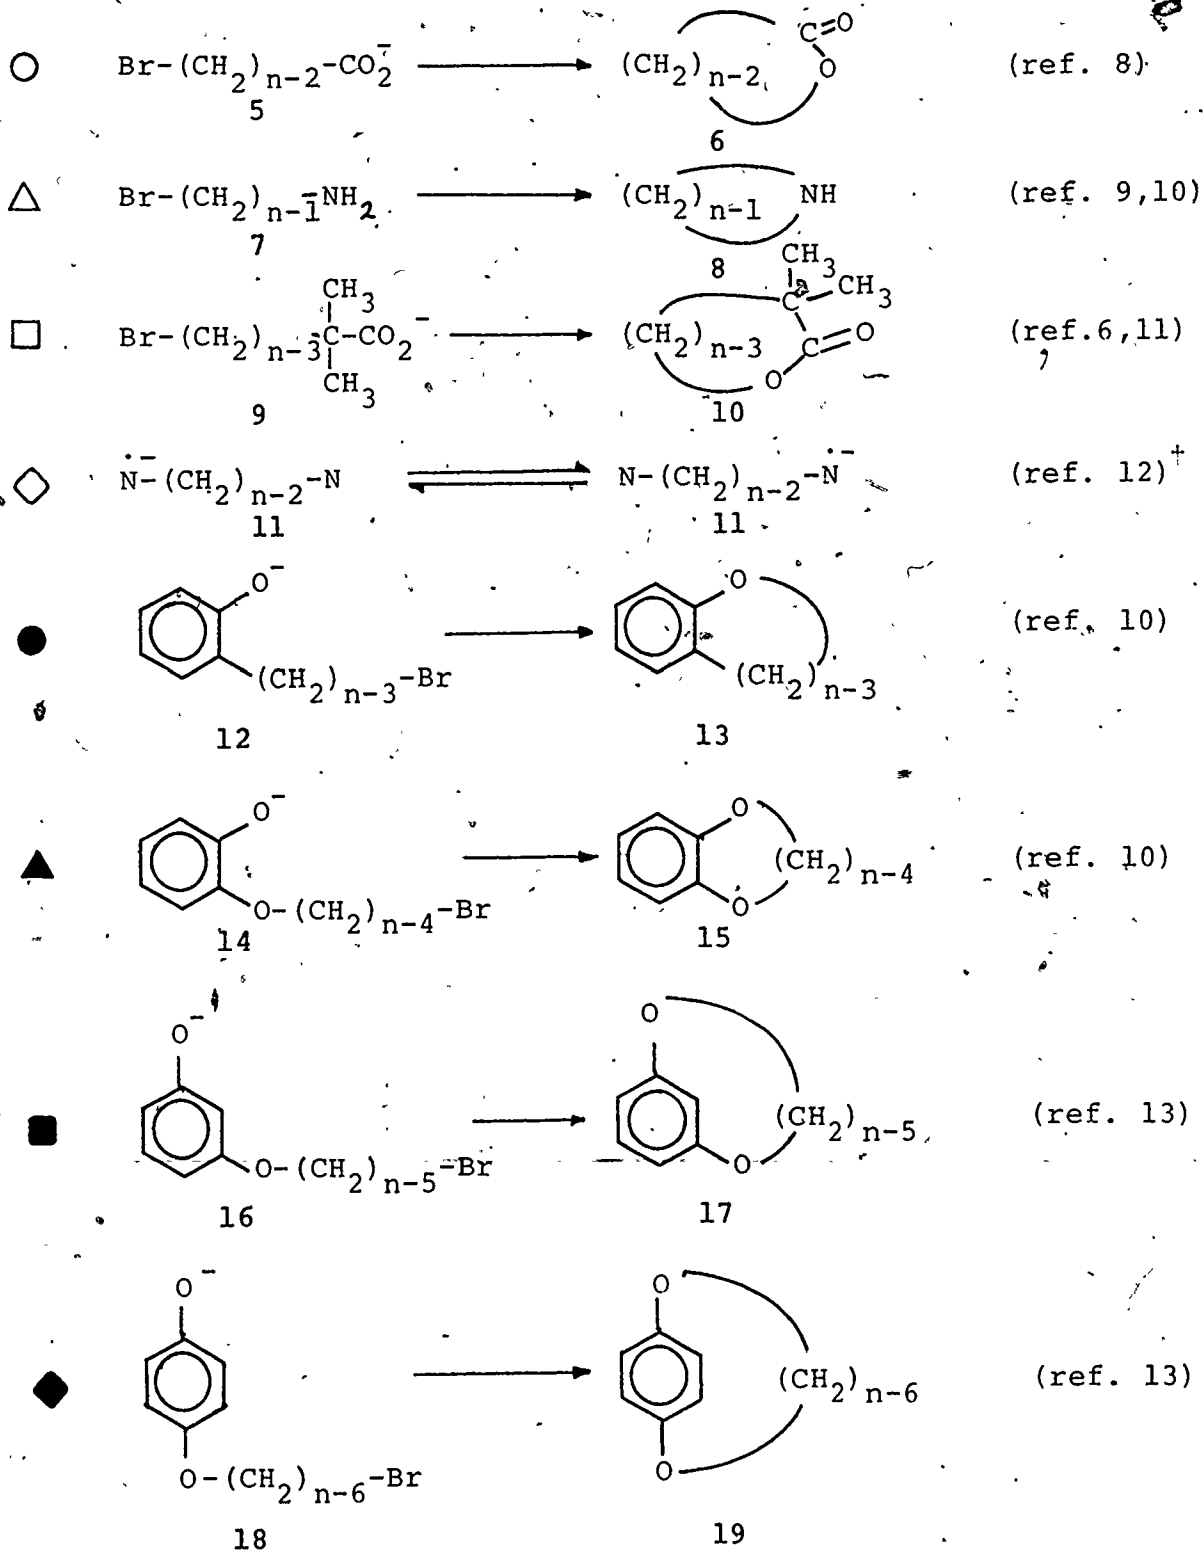 Br-(CH2)n-2-CO2- (CH2)n-2 C=O O (ref. 8)
5 6
Br-(CH2)n-1NH2 (CH2)n-1 NH (ref. 9,10)
7 8
Br-(CH2)n-3-C-CO2- CH3 CH3 (CH2)n-3 C CH3 CH3 C=O O (ref.6,11)
9 10
N∸-(CH2)n-2-N N-(CH2)n-2-N∸ (ref. 12)+
11 11
O- (CH2)n-3-Br O (CH2)n-3 (ref. 10)
12 13
O- O-(CH2)n-4-Br O (CH2)n-4 O (ref. 10)
14 15
O- O-(CH2)n-5-Br O (CH2)n-5 O (ref. 13)
16 17
O- O-(CH2)n-6-Br O (CH2)n-6 O (ref. 13)
18 19